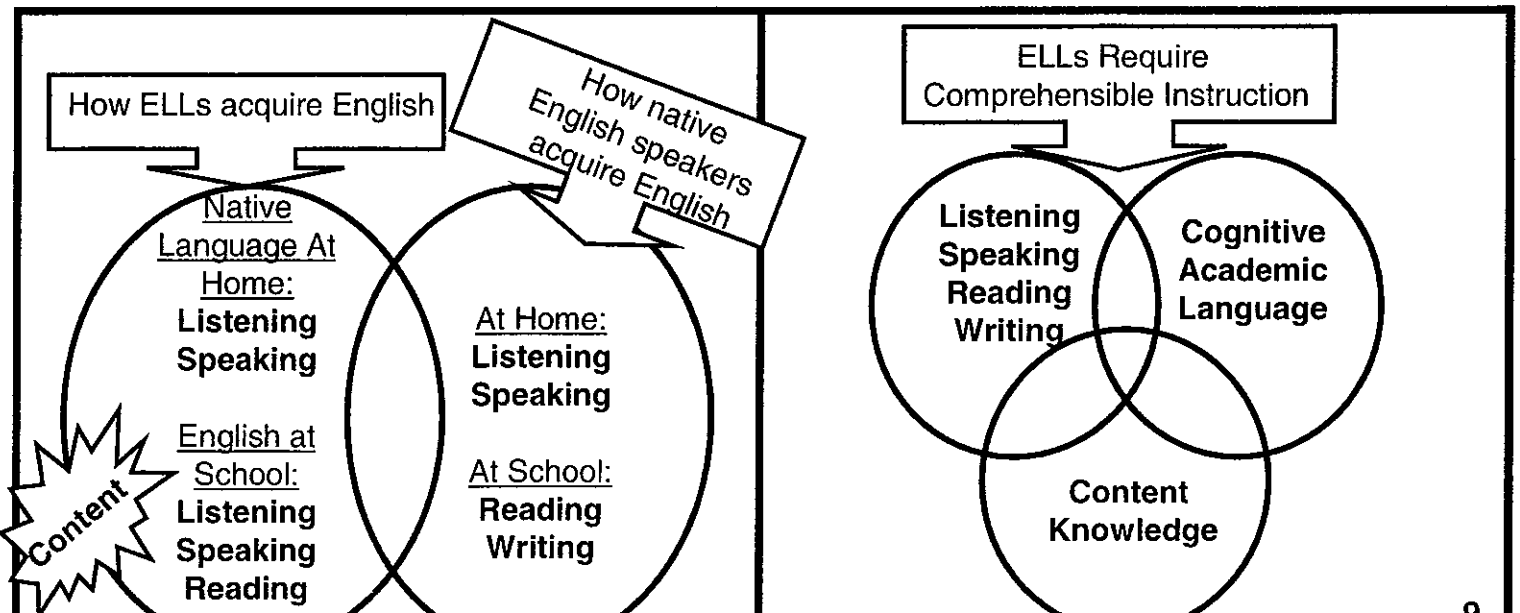 How ELLs acquire English
How native
English speakers
acquire English
Native
Language At
Home:
Listening
Speaking
English at
School:
Listening
Speaking
Reading
Content
At Home:
Listening
Speaking
At School:
Reading
Writing
ELLs Require
Comprehensible Instruction
Listening
Speaking
Reading
Writing
Cognitive
Academic
Language
Content
Knowledge